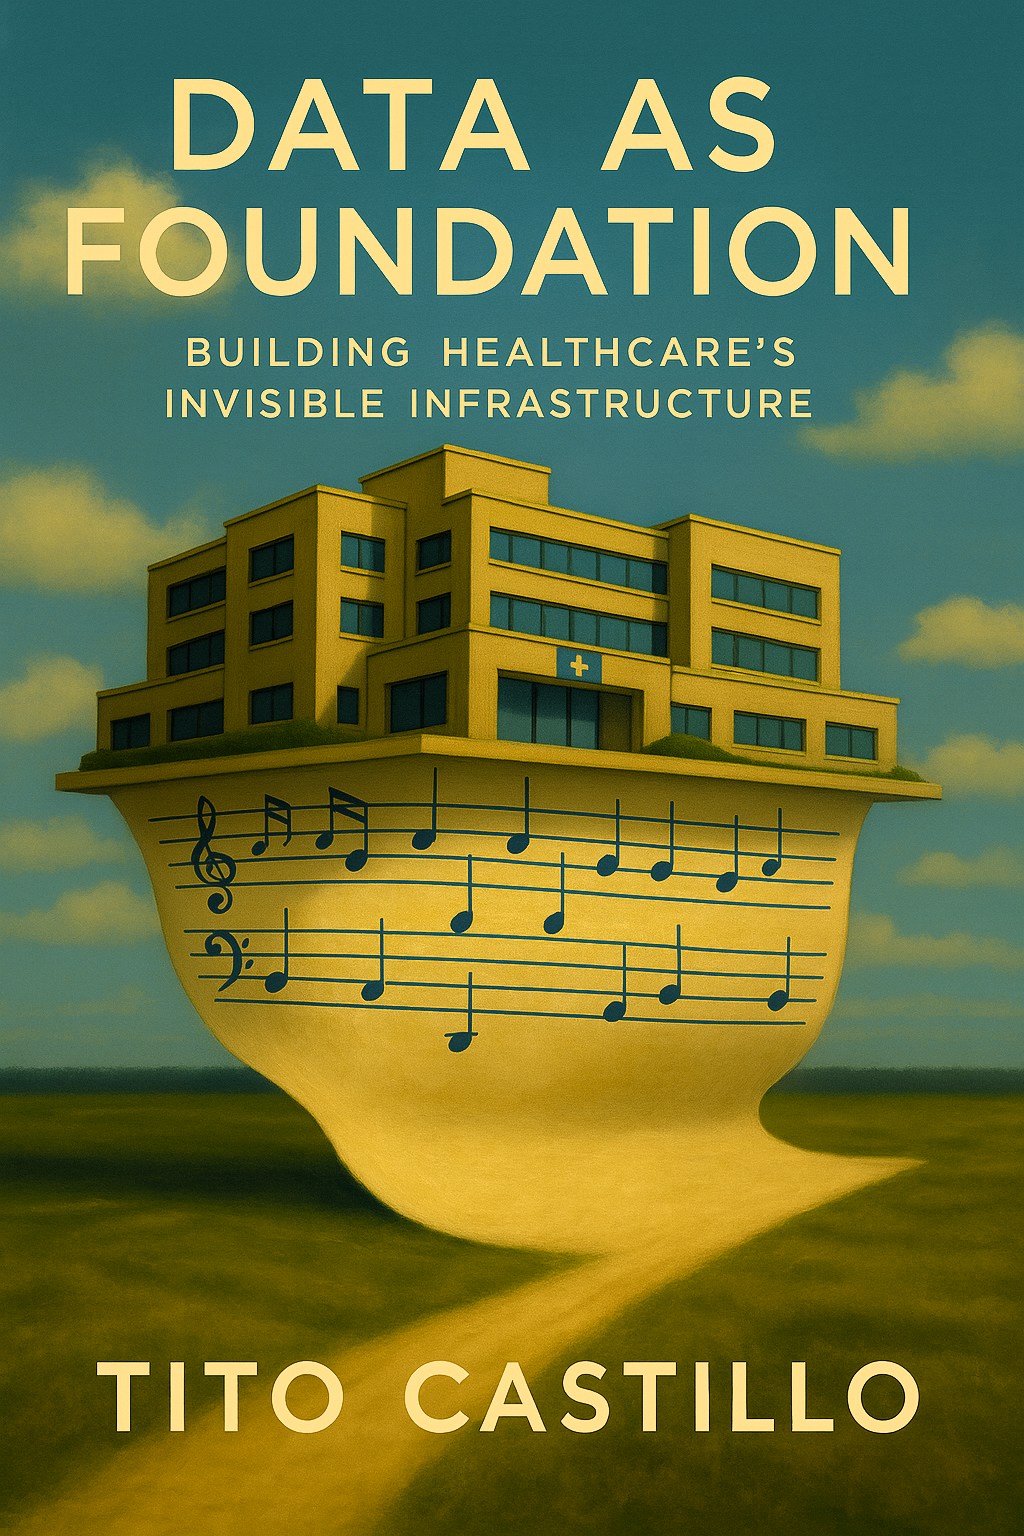 DATA AS
FOUNDATION
BUILDING HEALTHCARE’S
INVISIBLE INFRASTRUCTURE
TITO CASTILLO